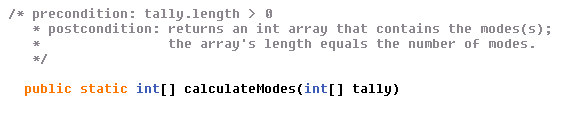 /* precondition: tally.length > 0
* postcondition: returns an int array that contains the modes(s);
* the array's length equals the number of modes.
*/
public static int[] calculateModes(int[] tally)